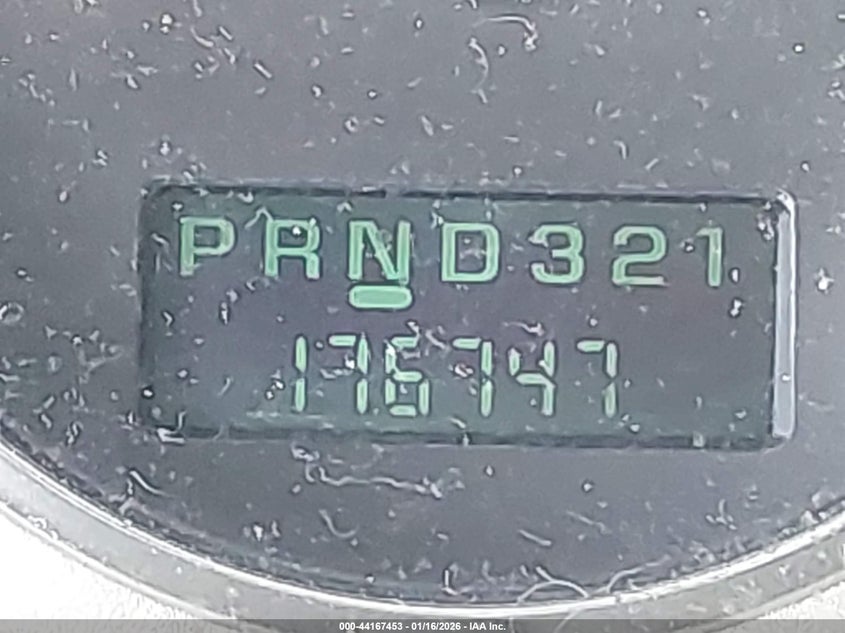 PRND321
176747
000-44167453 - 01/16/2026 - IAA Inc.